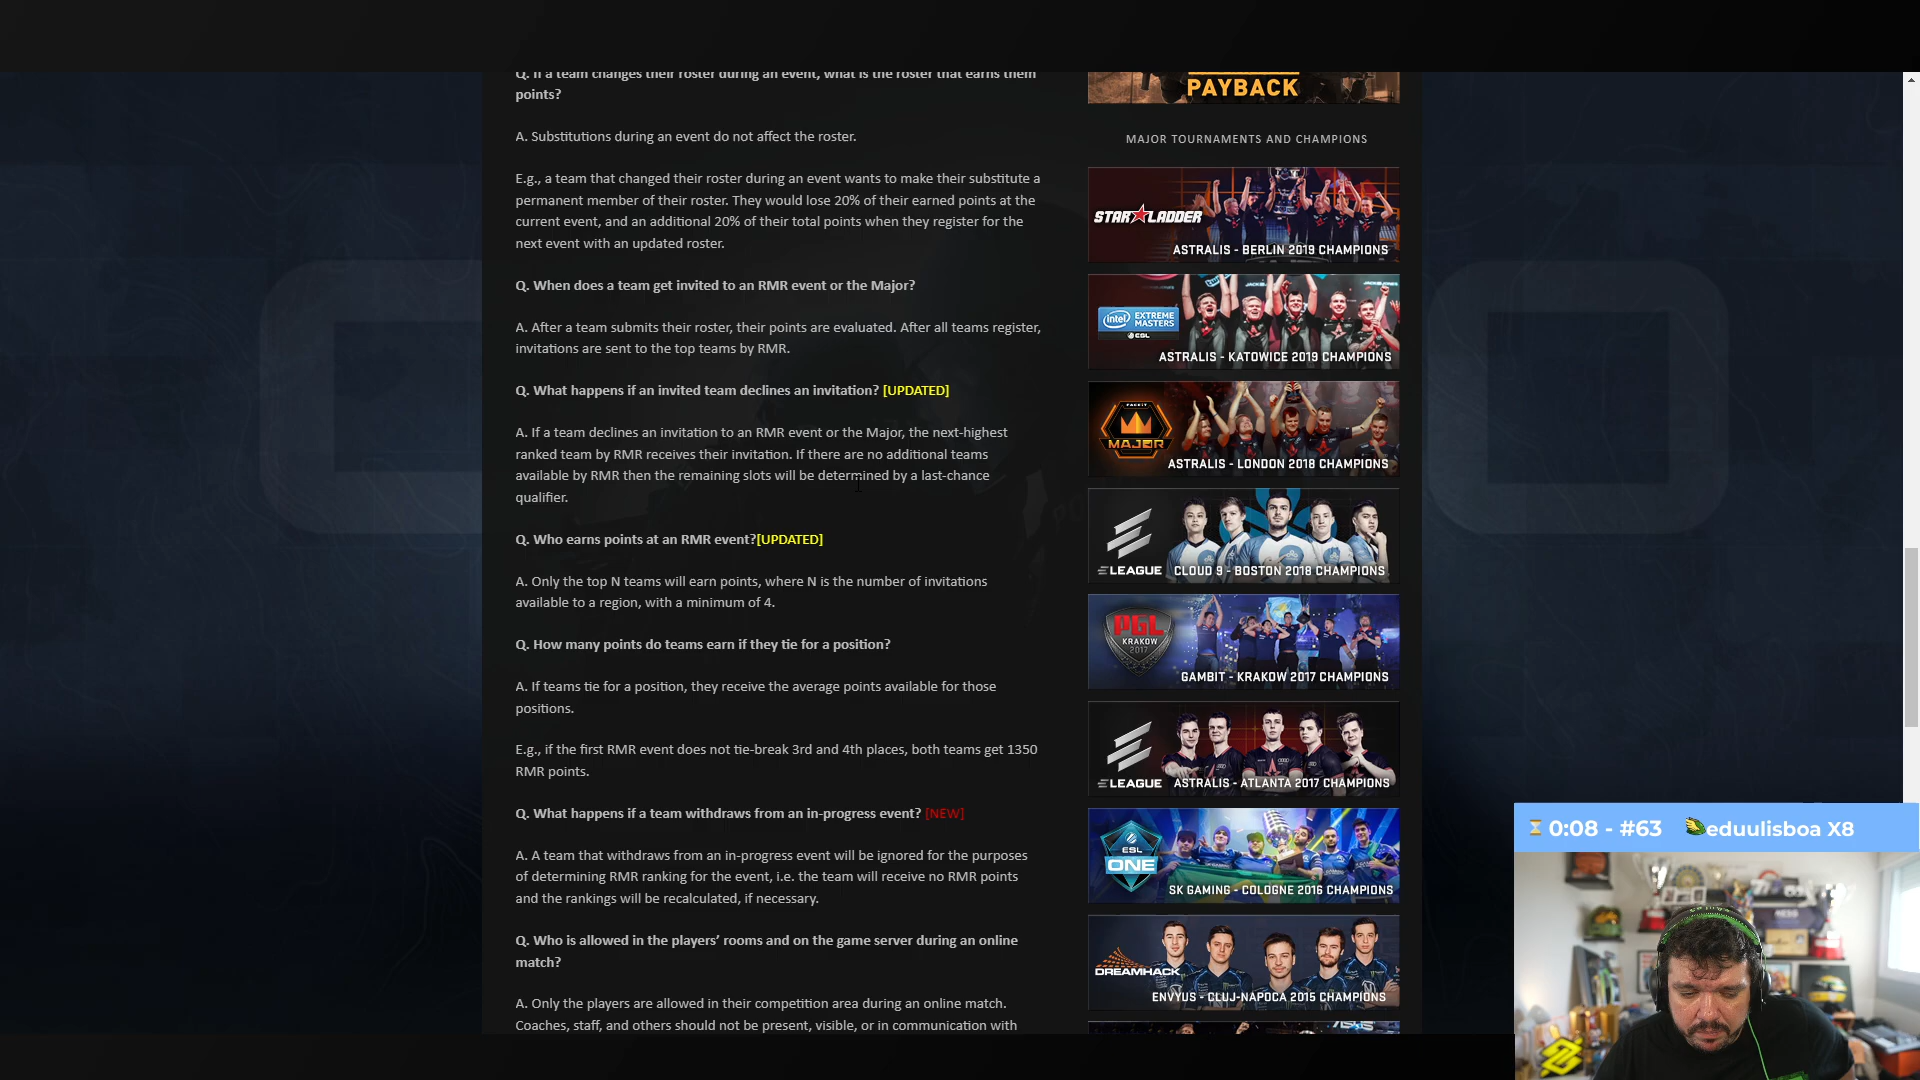 Q. If a team changes their roster during an event, what is the roster that earns them
points?
A. Substitutions during an event do not affect the roster.
E.g., a team that changed their roster during an event wants to make their substitute a
permanent member of their roster. They would lose 20% of their earned points at the
current event, and an additional 20% of their total points when they register for the
next event with an updated roster.
Q. When does a team get invited to an RMR event or the Major?
A. After a team submits their roster, their points are evaluated. After all teams register,
invitations are sent to the top teams by RMR.
Q. What happens if an invited team declines an invitation? [UPDATED]
A. If a team declines an invitation to an RMR event or the Major, the next-highest
ranked team by RMR receives their invitation. If there are no additional teams
available by RMR then the remaining slots will be determined by a last-chance
qualifier.
Q. Who earns points at an RMR event?[UPDATED]
A. Only the top N teams will earn points, where N is the number of invitations
available to a region, with a minimum of 4.
Q. How many points do teams earn if they tie for a position?
A. If teams tie for a position, they receive the average points available for those
positions.
E.g., if the first RMR event does not tie-break 3rd and 4th places, both teams get 1350
RMR points.
Q. What happens if a team withdraws from an in-progress event? [NEW]
A. A team that withdraws from an in-progress event will be ignored for the purposes
of determining RMR ranking for the event, i.e. the team will receive no RMR points
and the rankings will be recalculated, if necessary.
Q. Who is allowed in the players’ rooms and on the game server during an online
match?
A. Only the players are allowed in their competition area during an online match.
Coaches, staff, and others should not be present, visible, or in communication with
PAYBACK
MAJOR TOURNAMENTS AND CHAMPIONS
STAR LADDER
ASTRALIS - BERLIN 2019 CHAMPIONS
intel EXTREME
MASTERS
ESL
ASTRALIS - KATOWICE 2019 CHAMPIONS
FACEIT
MAJOR
ASTRALIS - LONDON 2018 CHAMPIONS
ELEAGUE
CLOUD 9 - BOSTON 2018 CHAMPIONS
PGL
KRAKOW
2017
GAMBIT - KRAKOW 2017 CHAMPIONS
ELEAGUE
ASTRALIS - ATLANTA 2017 CHAMPIONS
ESL
ONE
SK GAMING - COLOGNE 2016 CHAMPIONS
DREAMHACK
ENVYUS - CLUJ-NAPOCA 2015 CHAMPIONS
0:08 - #63 eduulisboa X8